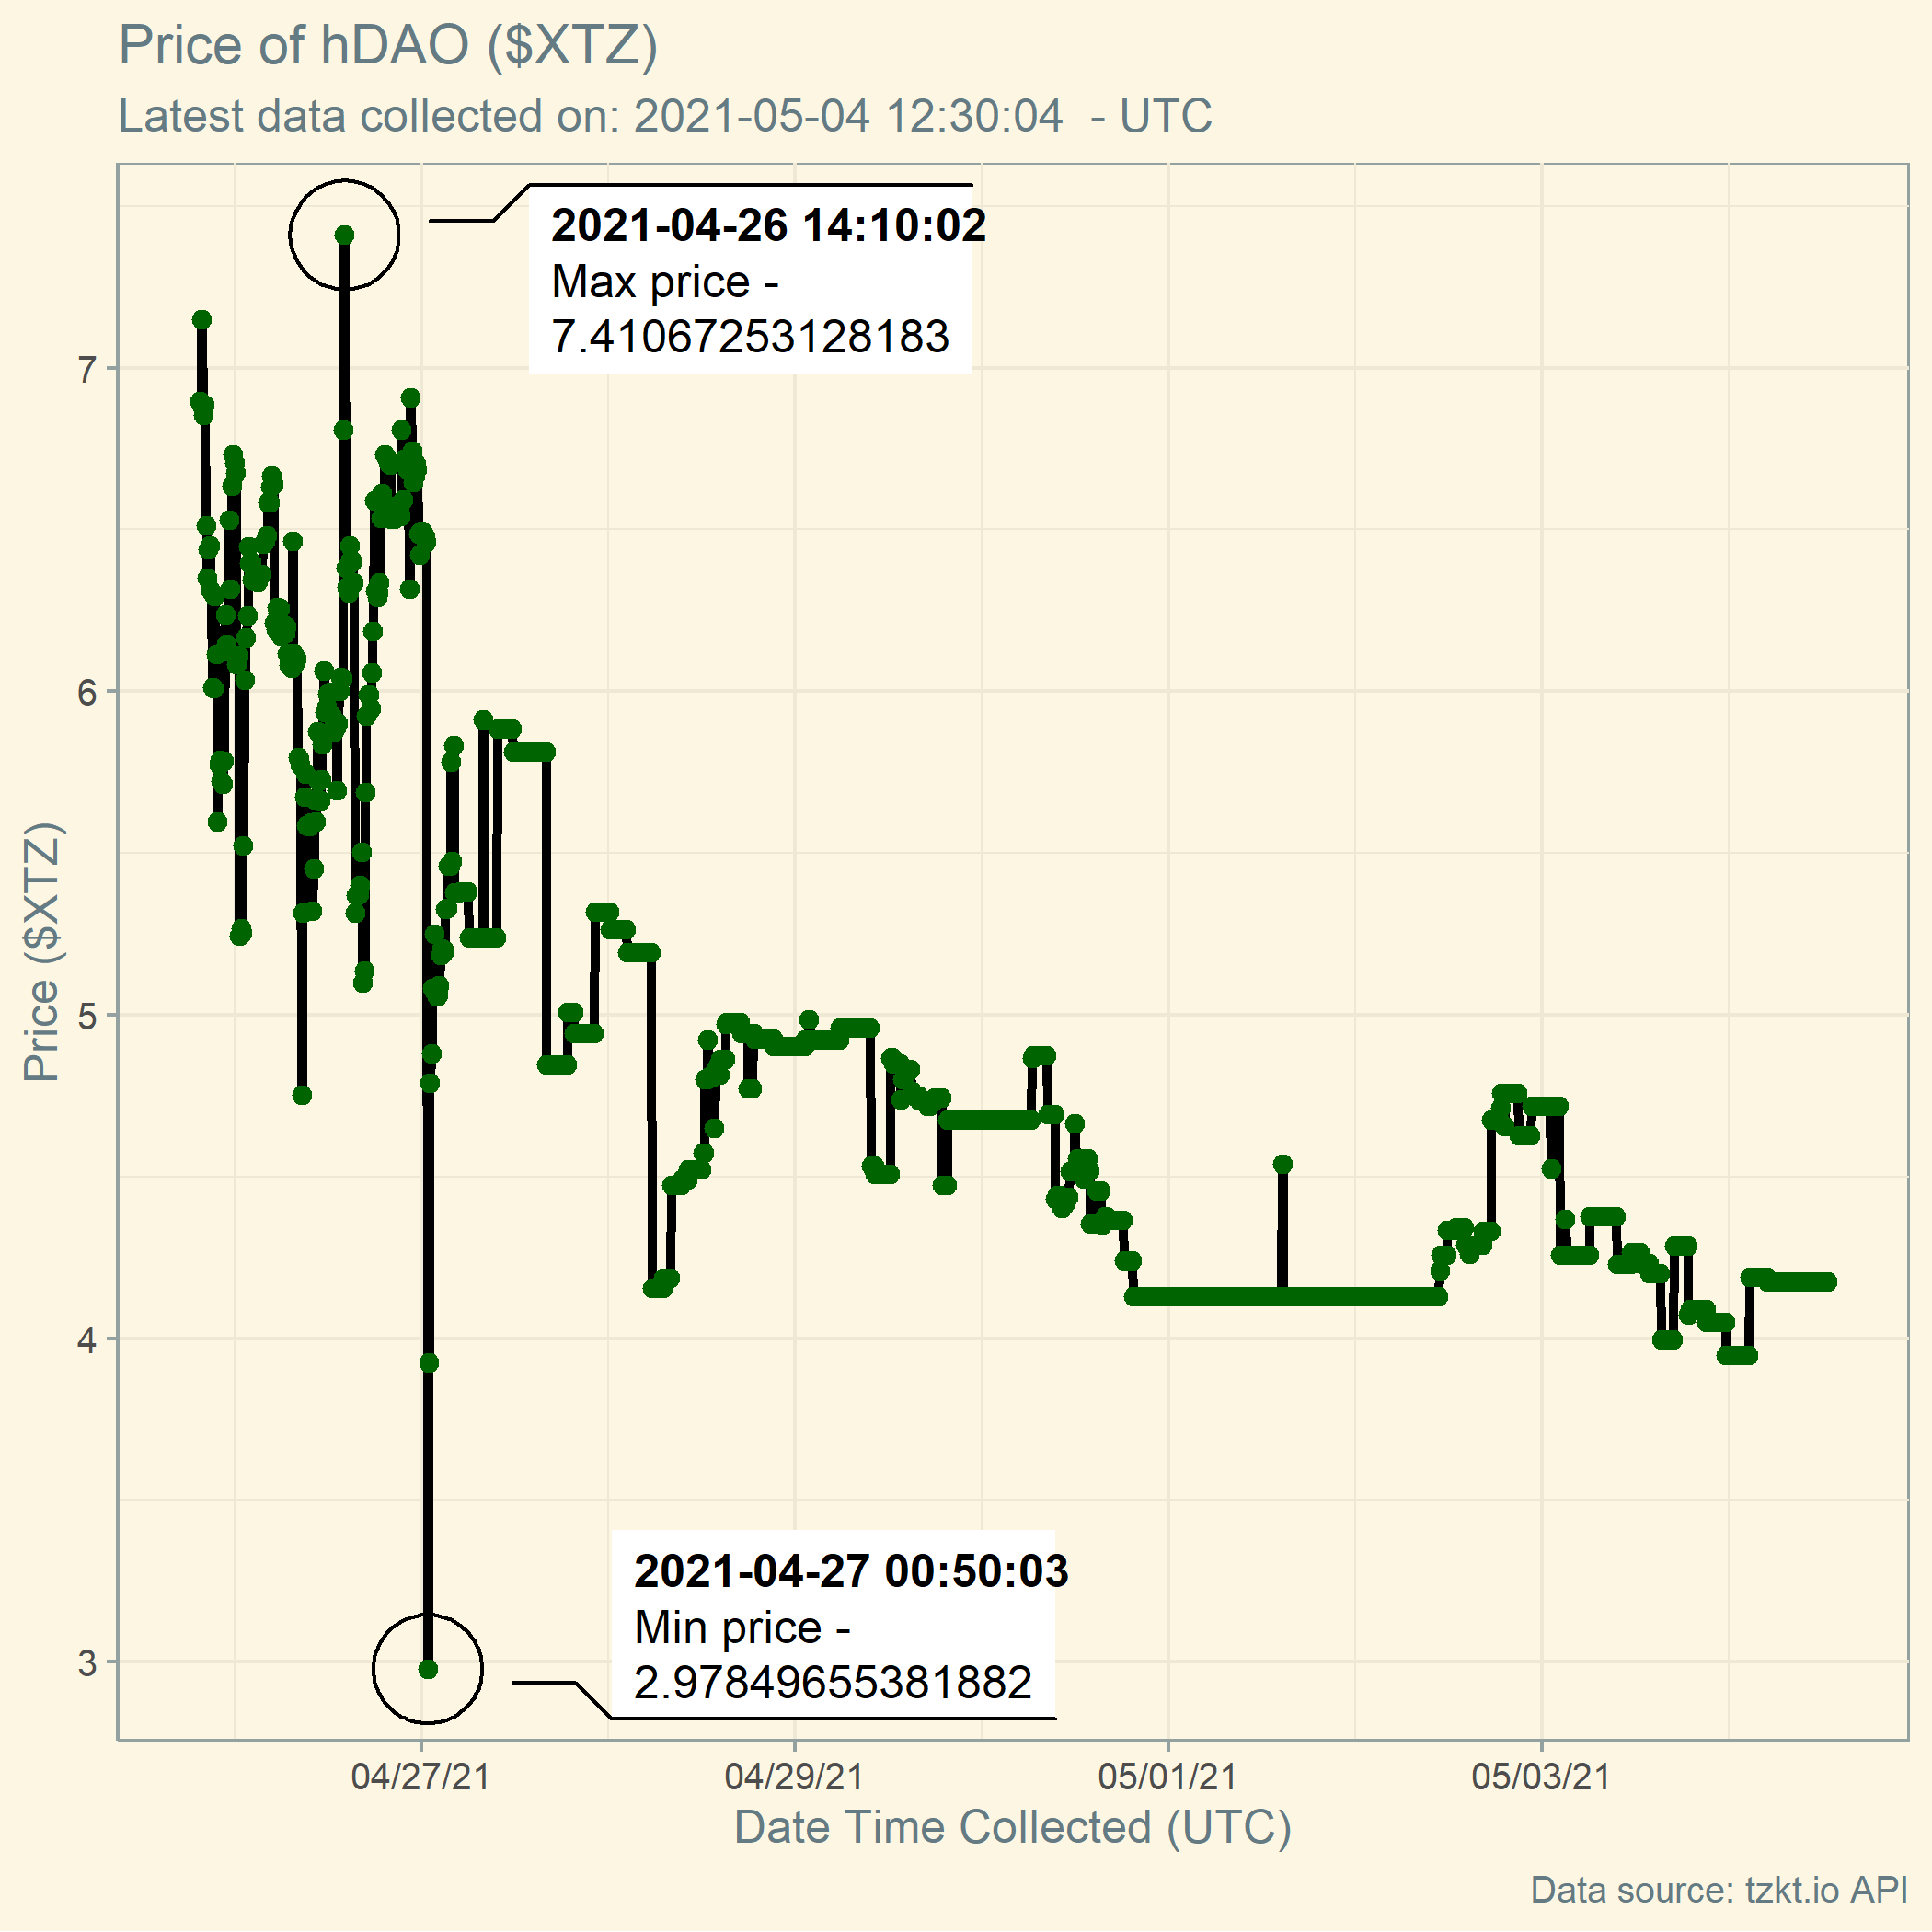 Price of hDAO ($XTZ)
Latest data collected on: 2021-05-04 12:30:04  - UTC
2021-04-26 14:10:02
Max price -
7.41067253128183
7
6
5
4
3
Price ($XTZ)
2021-04-27 00:50:03
Min price -
2.97849655381882
04/27/21
04/29/21
05/01/21
05/03/21
Date Time Collected (UTC)
Data source: tzkt.io API